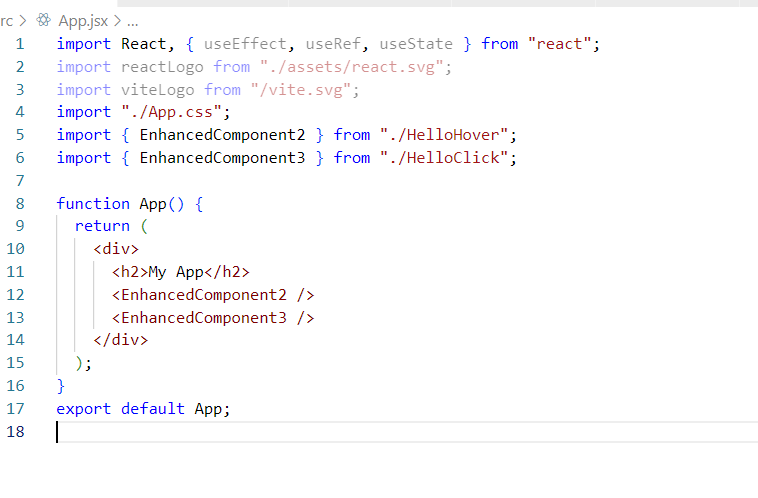 rc > App.jsx > ...
1 import React, { useEffect, useRef, useState } from "react";
2 import reactLogo from "./assets/react.svg";
3 import viteLogo from "/vite.svg";
4 import "./App.css";
5 import { EnhancedComponent2 } from "./HelloHover";
6 import { EnhancedComponent3 } from "./HelloClick";
7
8 function App() {
9   return (
10     <div>
11       <h2>My App</h2>
12       <EnhancedComponent2 />
13       <EnhancedComponent3 />
14     </div>
15   );
16 }
17 export default App;
18